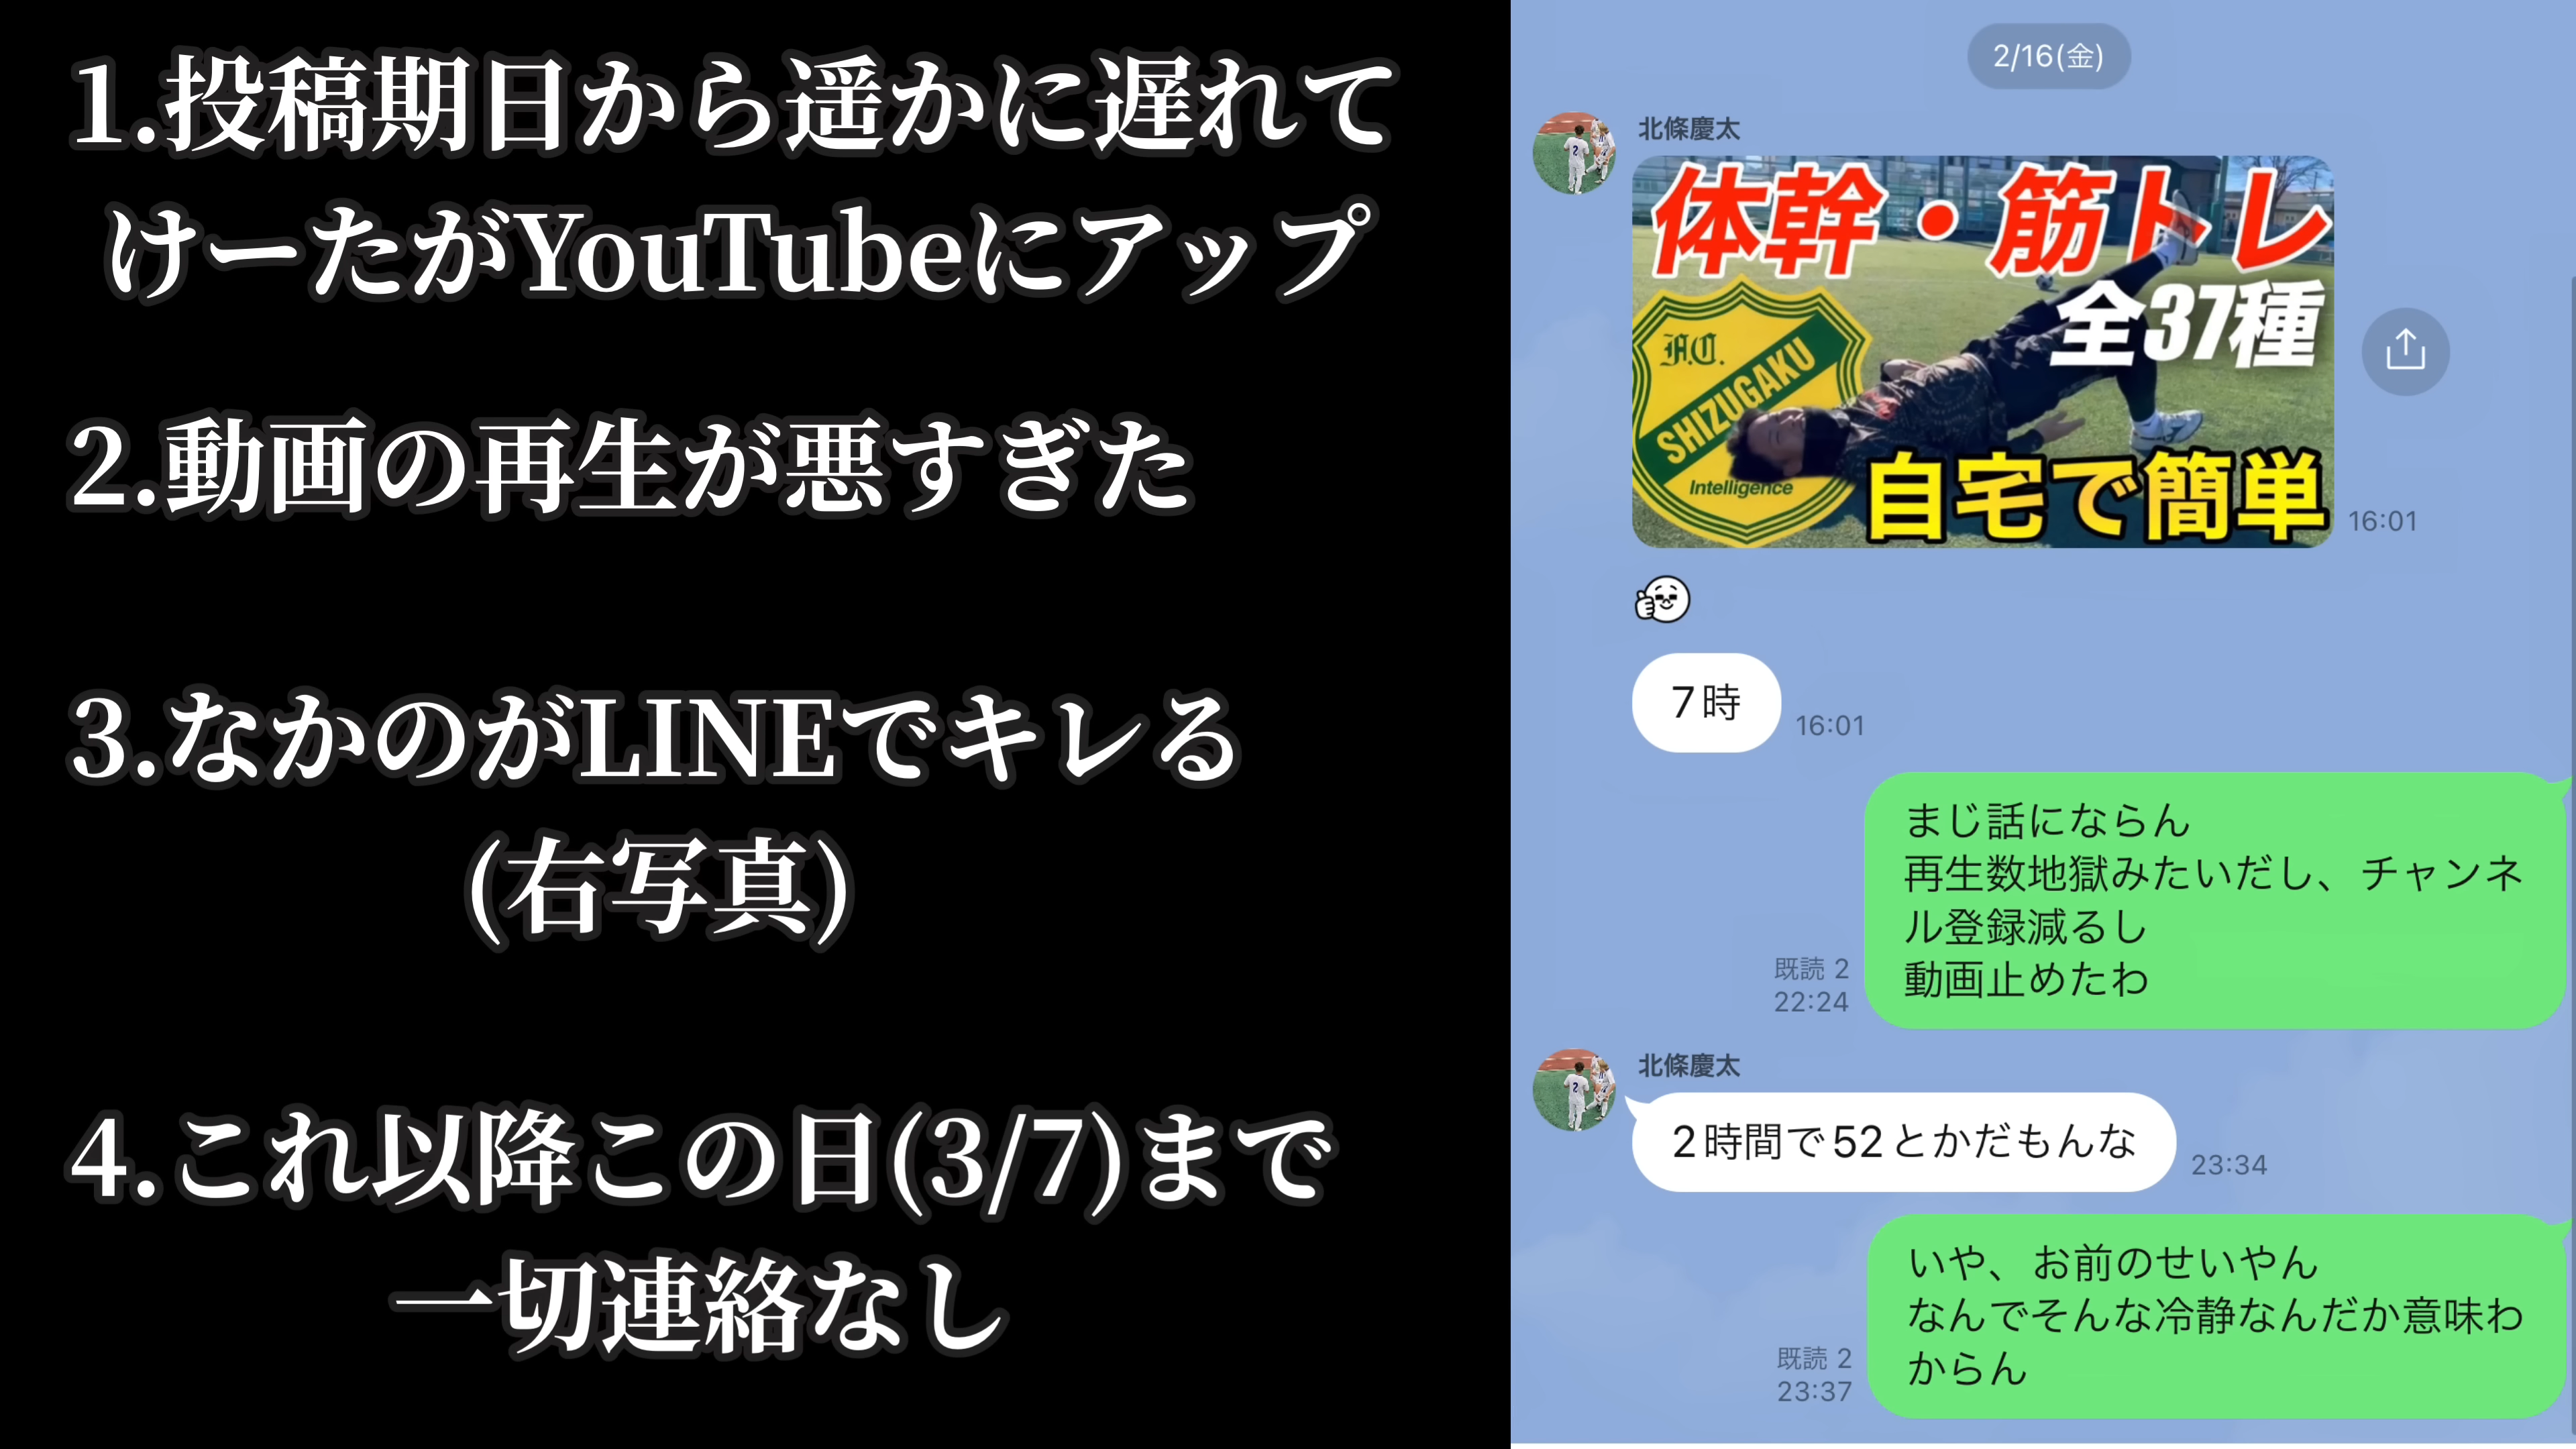 1.投稿期日から遥かに遅れて
けーたがYouTubeにアップ
2.動画の再生が悪すぎた
3.なかのがLINEでキレる
(右写真)
4.これ以降この日(3/7)まで
一切連絡なし
2/16(金)
北條慶太
体幹・筋トレ
全37種
F.C.
SHIZUGAKU
Intelligence
自宅で簡単
16:01
7時
16:01
まじ話にならん
再生数地獄みたいだし、チャンネ
ル登録減るし
動画止めたわ
既読 2
22:24
北條慶太
2時間で52とかだもんな
23:34
いや、お前のせいやん
なんでそんな冷静なんだか意味わ
からん
既読 2
23:37